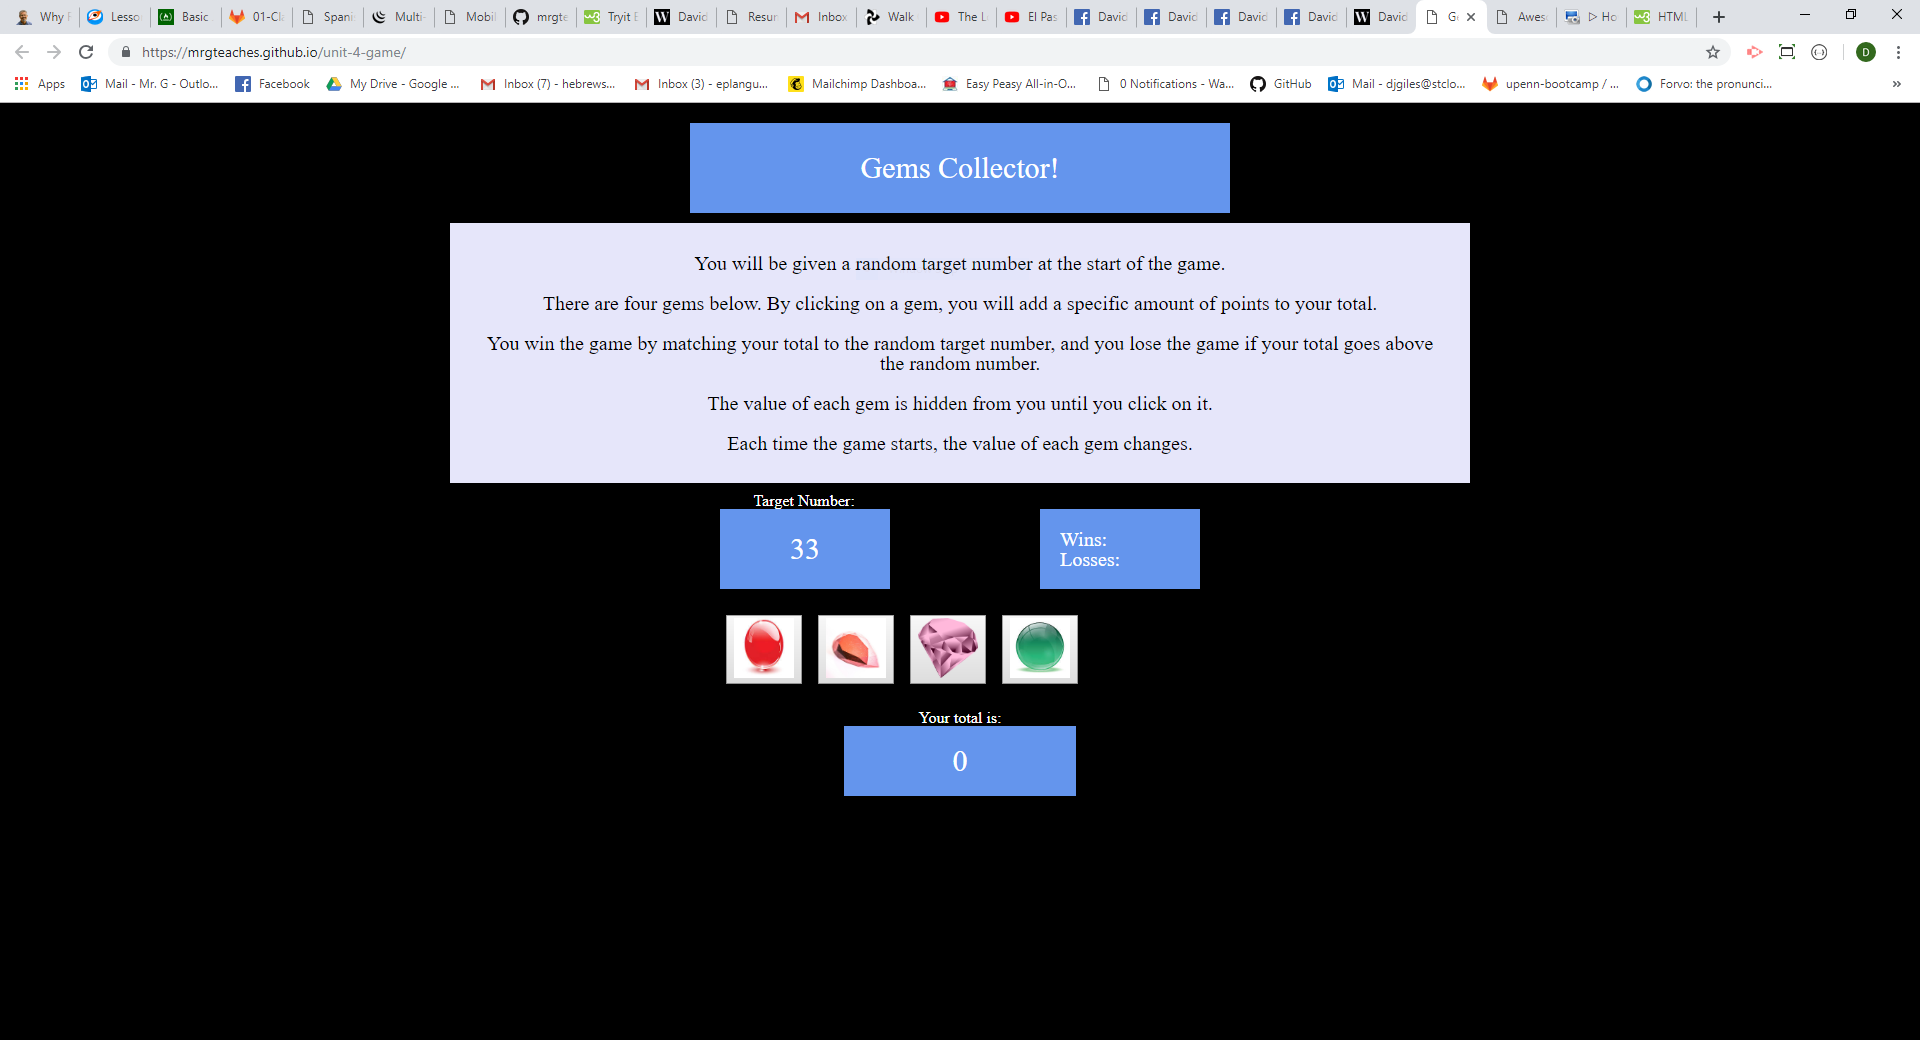 Why
Lesso
Basic
01-Cl
Spani
Multi-
Mobil
mrgte
Tryit E
David
Resur
Inbox
Walk
The L
El Pas
David
David
David
David
David
G
Awes
Ho
HTML
https://mrgteaches.github.io/unit-4-game/
D
Apps
Mail - Mr. G - Outlo...
Facebook
My Drive - Google ...
Inbox (7) - hebrews...
Inbox (3) - eplangu...
Mailchimp Dashboa...
Easy Peasy All-in-O...
0 Notifications - Wa...
GitHub
Mail - djgiles@stclo...
upenn-bootcamp / ...
Forvo: the pronunci...
»
Gems Collector!
You will be given a random target number at the start of the game.
There are four gems below. By clicking on a gem, you will add a specific amount of points to your total.
You win the game by matching your total to the random target number, and you lose the game if your total goes above
the random number.
The value of each gem is hidden from you until you click on it.
Each time the game starts, the value of each gem changes.
Target Number:
33
Wins:
Losses:
Your total is:
0